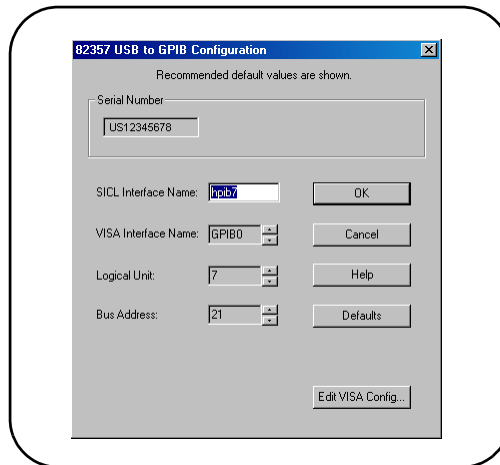 82357 USB to GPIB Configuration
Recommended default values are shown.
Serial Number
US12345678
SICL Interface Name: hpib7 OK
VISA Interface Name: GPIB0 Cancel
Logical Unit: 7 Help
Bus Address: 21 Defaults
Edit VISA Config...